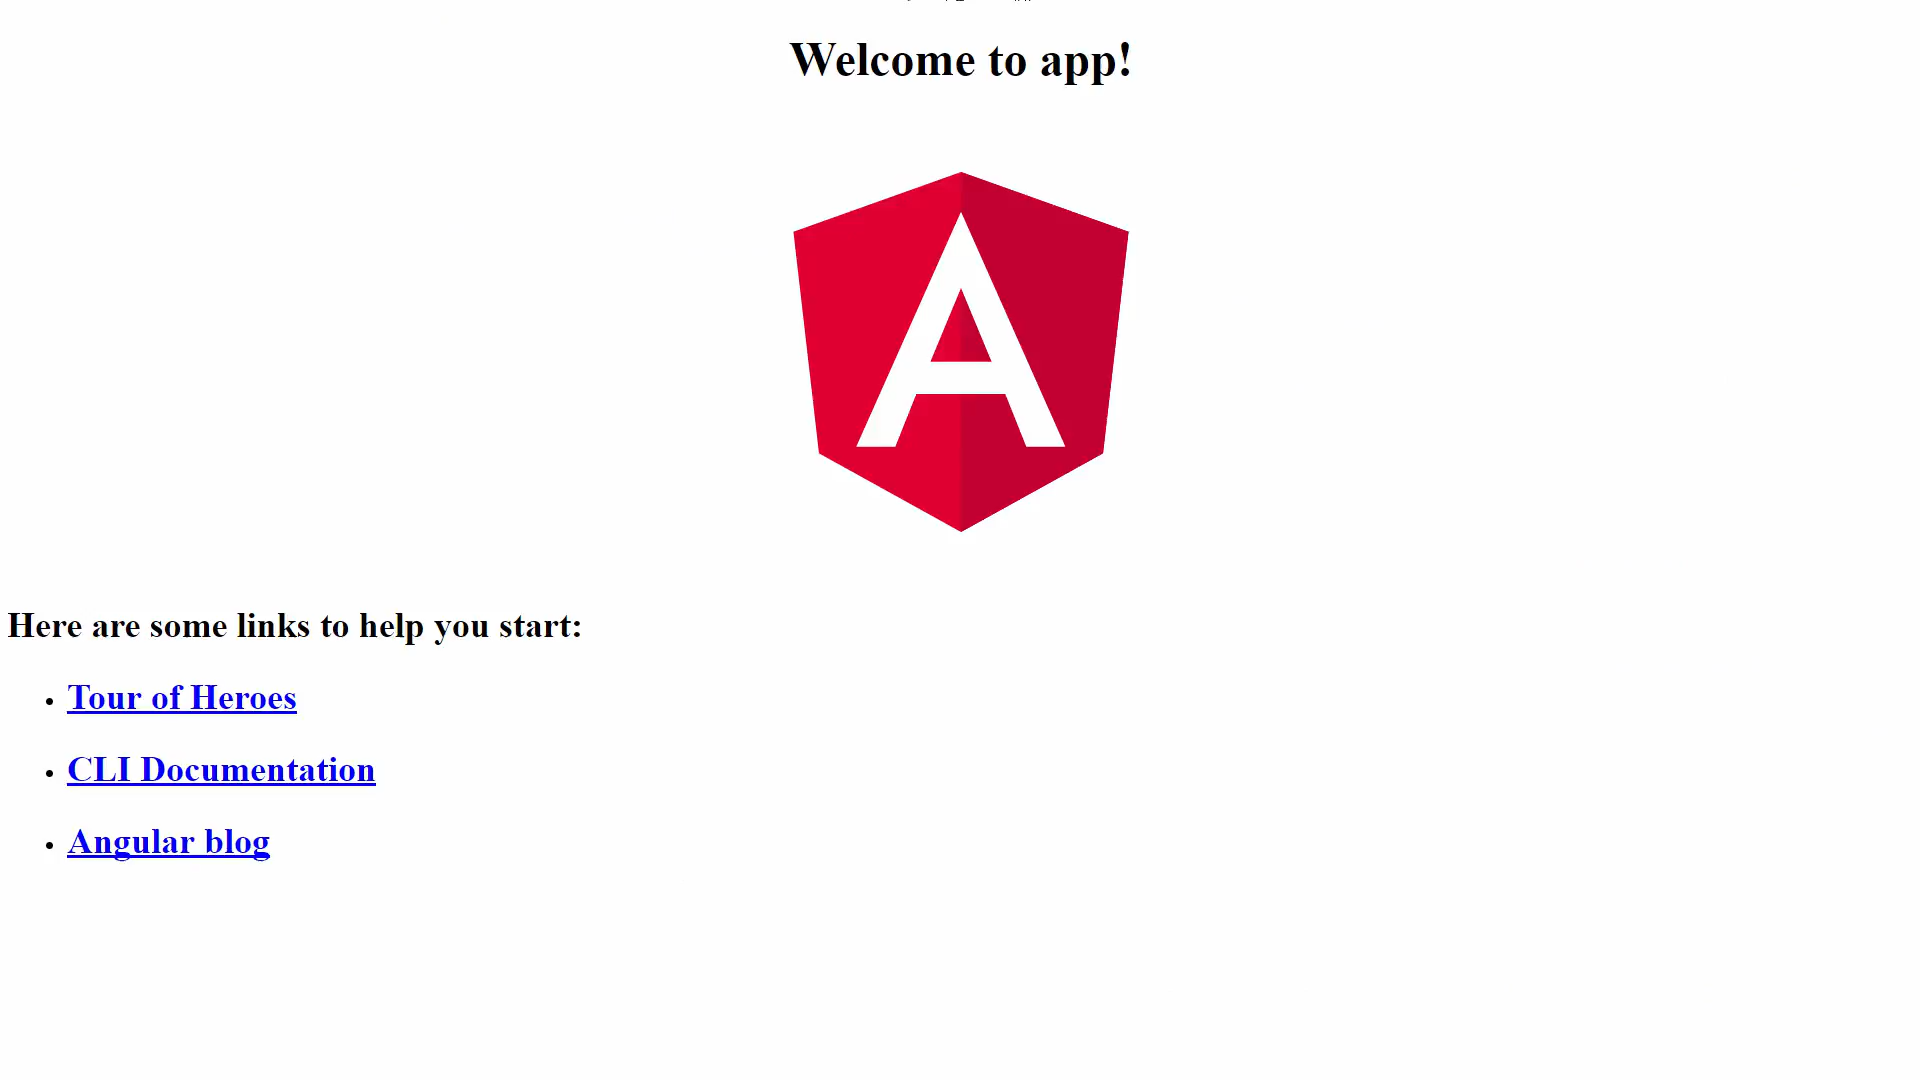 Welcome to app!
A
Here are some links to help you start:
Tour of Heroes
CLI Documentation
Angular blog